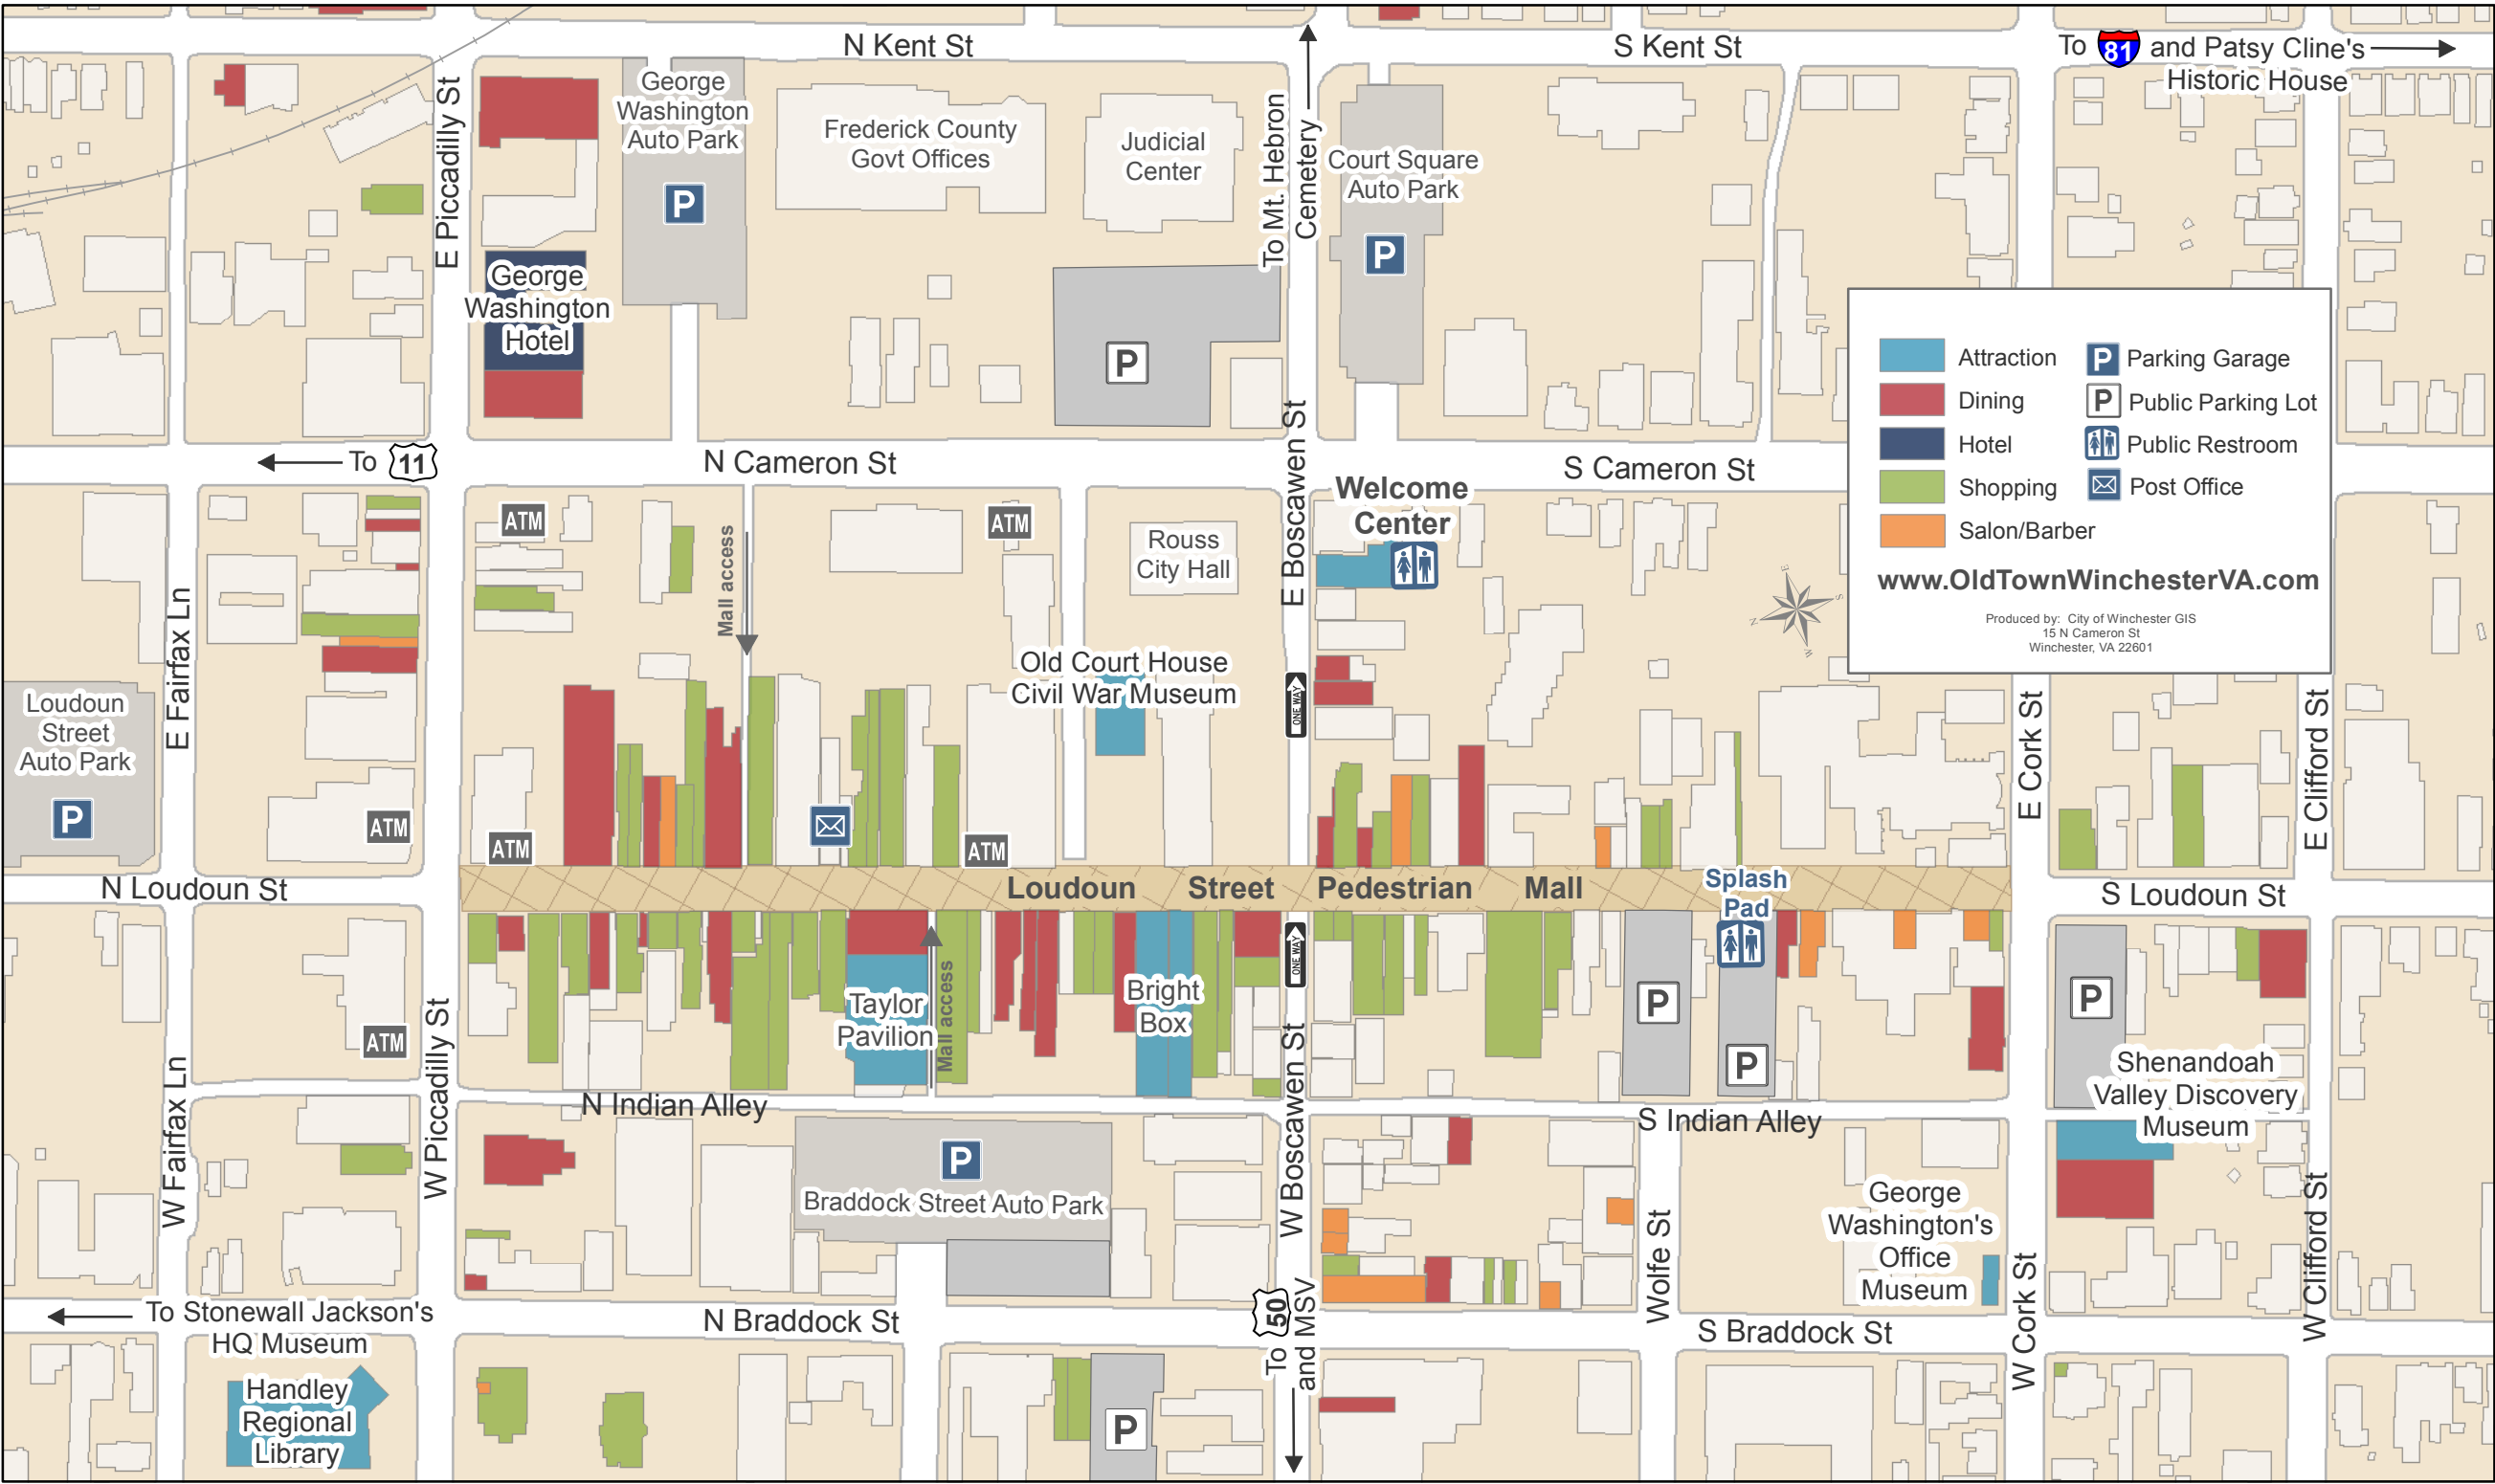 N Kent St
S Kent St
To 81 and Patsy Cline's
Historic House
E Piccadilly St
George
Washington
Auto Park
P
Frederick County
Govt Offices
Judicial
Center
To Mt. Hebron
Cemetery
Court Square
Auto Park
P
George
Washington
Hotel
P
Attraction
Dining
Hotel
Shopping
Salon/Barber
P Parking Garage
P Public Parking Lot
Public Restroom
Post Office
www.OldTownWinchesterVA.com
Produced by: City of Winchester GIS
15 N Cameron St
Winchester, VA 22601
E
S
N
W
To 11
N Cameron St
E Boscawen St
S Cameron St
ATM
Mall access
ATM
Rouss
City Hall
Welcome
Center
E Fairfax Ln
Old Court House
Civil War Museum
ONE WAY
Loudoun
Street
Auto Park
P
ATM
ATM
ATM
E Cork St
E Clifford St
N Loudoun St
Loudoun Street Pedestrian Mall
Splash
Pad
S Loudoun St
ATM
Taylor
Pavilion
Mall access
Bright
Box
ONE WAY
P
P
P
Shenandoah
Valley Discovery
Museum
W Fairfax Ln
W Piccadilly St
N Indian Alley
W Boscawen St
S Indian Alley
P
Braddock Street Auto Park
Wolfe St
George
Washington's
Office
Museum
W Cork St
W Clifford St
To Stonewall Jackson's
HQ Museum
N Braddock St
To 50
and MSV
S Braddock St
Handley
Regional
Library
P